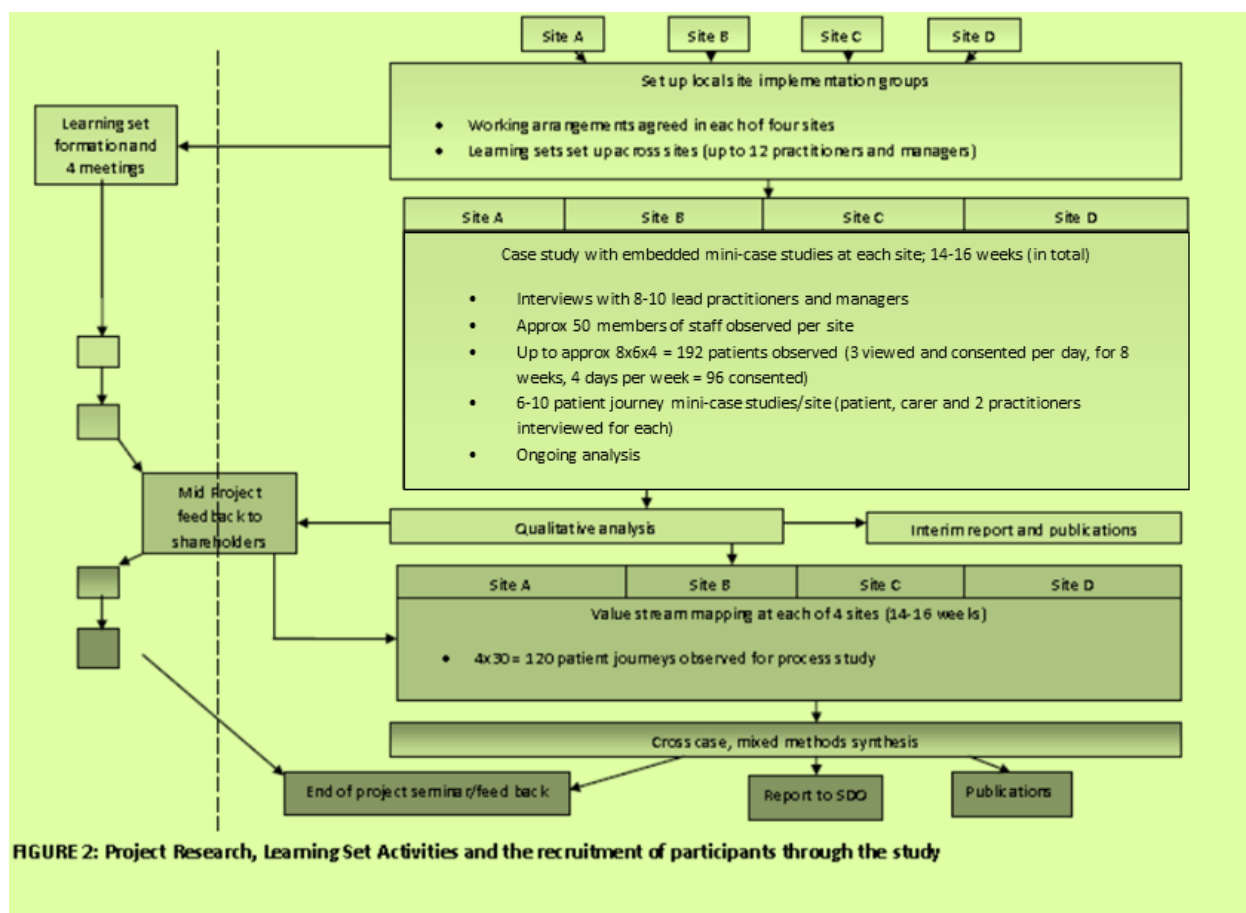 Site A
Site B
Site C
Site D
Set up local site implementation groups
• Working arrangements agreed in each of four sites
• Learning sets set up across sites (up to 12 practitioners and managers)
Learning set
formation and
4 meetings
Site A
Site B
Site C
Site D
Case study with embedded mini-case studies at each site; 14-16 weeks (in total)
• Interviews with 8-10 lead practitioners and managers
• Approx 50 members of staff observed per site
• Up to approx 8x6x4 = 192 patients observed (3 viewed and consented per day, for 8
weeks, 4 days per week = 96 consented)
• 6-10 patient journey mini-case studies/site (patient, carer and 2 practitioners
interviewed for each)
• Ongoing analysis
Mid Project
feed back to
shareholders
Qualitative analysis
Interim report and publications
Site A
Site B
Site C
Site D
Value stream mapping at each of 4 sites (14-16 weeks)
• 4x30= 120 patient journeys observed for process study
Cross case, mixed methods synthesis
End of project seminar/feed back
Report to SDO
Publications
FIGURE 2: Project Research, Learning Set Activities and the recruitment of participants through the study